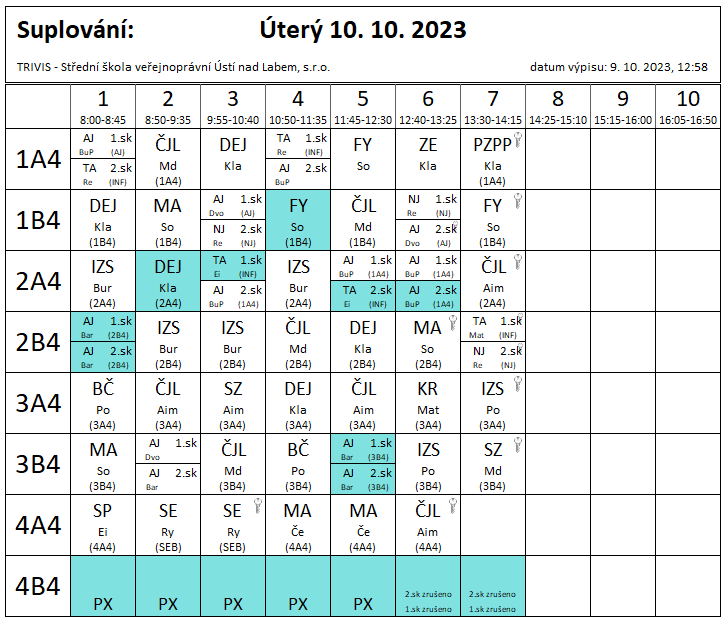 Suplování: Úterý 10. 10. 2023
TRIVIS - Střední škola veřejnoprávní Ústí nad Labem, s.r.o. datum výpisu: 9. 10. 2023, 12:58
1 2 3 4 5 6 7 8 9 10
8:00-8:45 8:50-9:35 9:55-10:40 10:50-11:35 11:45-12:30 12:40-13:25 13:30-14:15 14:25-15:10 15:15-16:00 16:05-16:50
1A4
AJ 1.sk
BuP (AJ)
TA 2.sk
Re (INF)
ČJL
Md
(1A4)
DEJ
Kla
TA 1.sk
Re (INF)
AJ 2.sk
BuP
FY
So
ZE
Kla
PZPP
Kla
(1A4)
1B4
DEJ
Kla
(1B4)
MA
So
(1B4)
AJ 1.sk
Dvo (AJ)
NJ 2.sk
Re (NJ)
FY
So
(1B4)
ČJL
Md
(1B4)
NJ 1.sk
Re (NJ)
AJ 2.sk
Dvo (AJ)
FY
So
(1B4)
2A4
IZS
Bur
(2A4)
DEJ
Kla
(2A4)
TA 1.sk
Ei (INF)
AJ 2.sk
BuP (1A4)
IZS
Bur
(2A4)
AJ 1.sk
BuP (1A4)
TA 2.sk
Ei (INF)
AJ 1.sk
BuP (1A4)
AJ 2.sk
BuP (1A4)
ČJL
Aim
(2A4)
2B4
AJ 1.sk
Bar (2B4)
AJ 2.sk
Bar (2B4)
IZS
Bur
(2B4)
IZS
Bur
(2B4)
ČJL
Md
(2B4)
DEJ
Kla
(2B4)
MA
So
(2B4)
TA 1.sk
Mat (INF)
NJ 2.sk
Re (NJ)
3A4
BČ
Po
(3A4)
ČJL
Aim
(3A4)
SZ
Aim
(3A4)
DEJ
Kla
(3A4)
ČJL
Aim
(3A4)
KR
Mat
(3A4)
IZS
Po
(3A4)
3B4
MA
So
(3B4)
AJ 1.sk
Dvo
AJ 2.sk
Bar
ČJL
Md
(3B4)
BČ
Po
(3B4)
AJ 1.sk
Bar (3B4)
AJ 2.sk
Bar (3B4)
IZS
Po
(3B4)
SZ
Md
(3B4)
4A4
SP
Ei
(4A4)
SE
Ry
(SEB)
SE
Ry
(SEB)
MA
Če
(4A4)
MA
Če
(4A4)
ČJL
Aim
(4A4)
4B4
PX
PX
PX
PX
PX
2.sk zrušeno
1.sk zrušeno
2.sk zrušeno
1.sk zrušeno